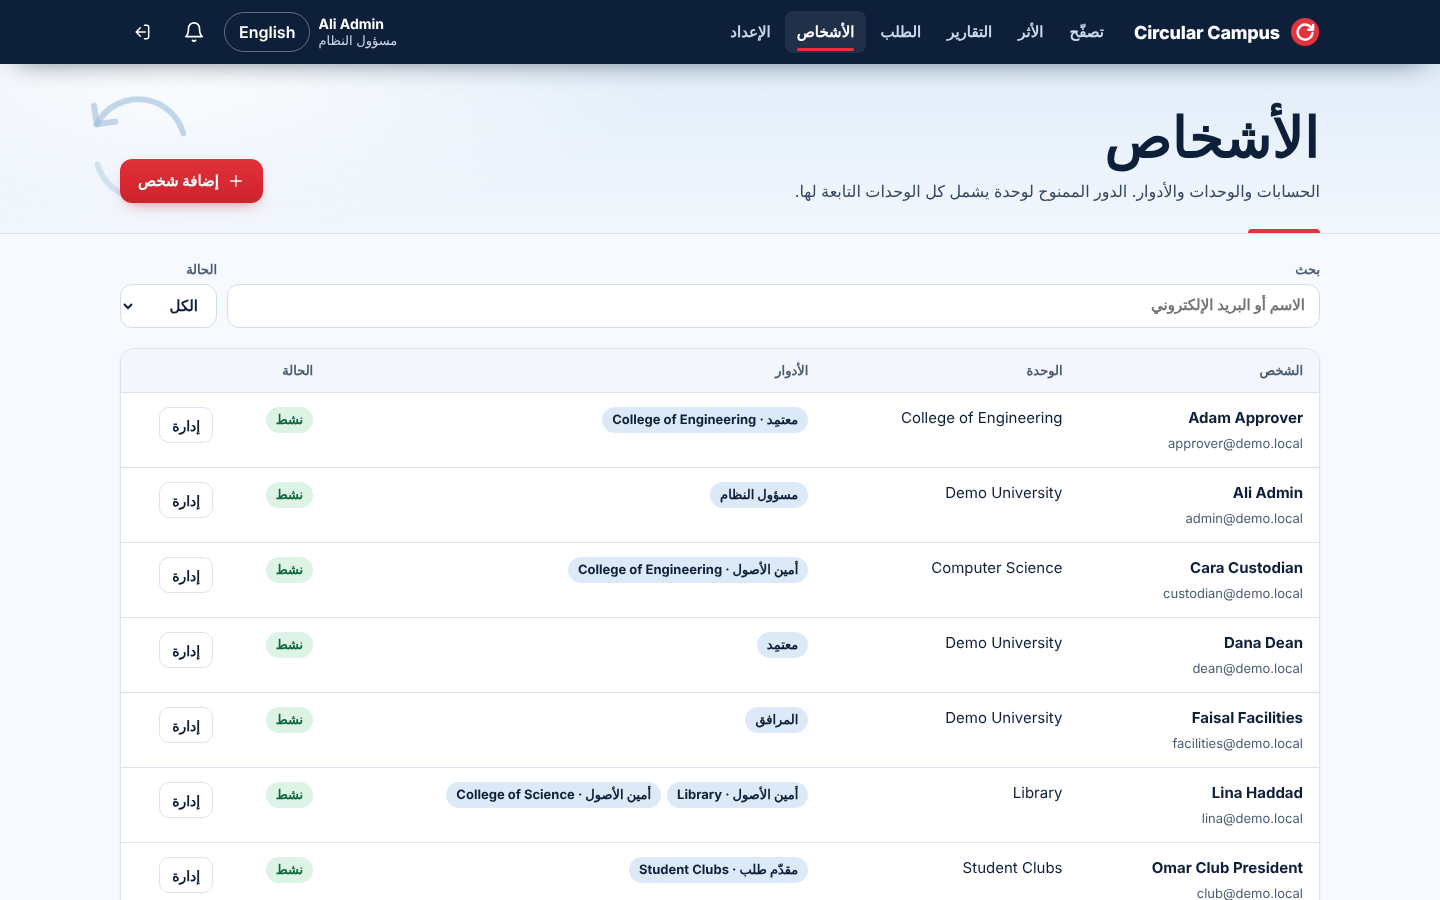 Circular Campus
تصفّح
الأثر
التقارير
الطلب
الأشخاص
الإعداد
Ali Admin
مسؤول النظام
English
الأشخاص
الحسابات والوحدات والأدوار. الدور الممنوح لوحدة يشمل كل الوحدات التابعة لها.
إضافة شخص
بحث
الحالة
الاسم أو البريد الإلكتروني
الكل
الشخص الوحدة الأدوار الحالة
Adam Approver College of Engineering معتمِد · College of Engineering نشط إدارة
approver@demo.local
Ali Admin Demo University مسؤول النظام نشط إدارة
admin@demo.local
Cara Custodian Computer Science أمين الأصول · College of Engineering نشط إدارة
custodian@demo.local
Dana Dean Demo University معتمِد نشط إدارة
dean@demo.local
Faisal Facilities Demo University المرافق نشط إدارة
facilities@demo.local
Lina Haddad Library أمين الأصول · Library أمين الأصول · College of Science نشط إدارة
lina@demo.local
Omar Club President Student Clubs مقدّم طلب · Student Clubs نشط إدارة
club@demo.local